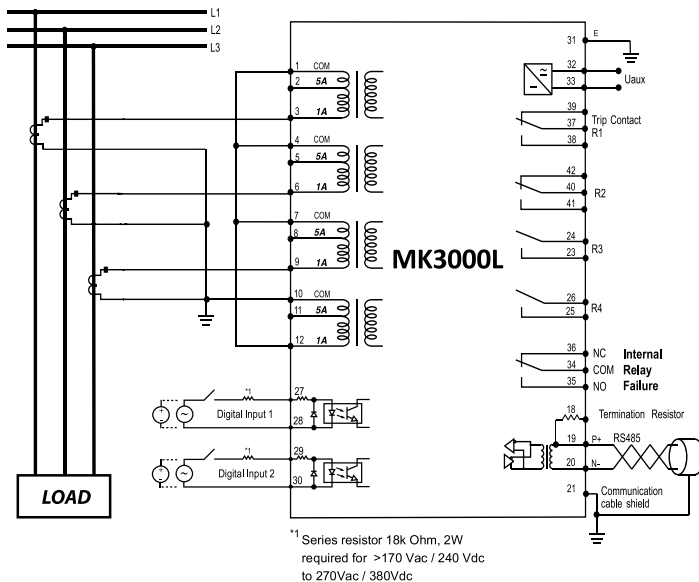 L1
L2
L3
1 COM
2 5A
3 1A
4 COM
5 5A
6 1A
7 COM
8 5A
9 1A
10 COM
11 5A
12 1A
MK3000L
31 E
32
33
Uaux
39
Trip Contact
37
R1
38
42
40 R2
41
24
R3
23
26
R4
25
36 NC Internal
34 COM Relay
35 NO Failure
18 Termination Resistor
19 P+ RS485
20 N–
21 Communication
cable shield
*1 27
Digital Input 1
28
*1 29
Digital Input 2
30
LOAD
*1 Series resistor 18k Ohm, 2W
required for >170 Vac / 240 Vdc
to 270Vac / 380Vdc